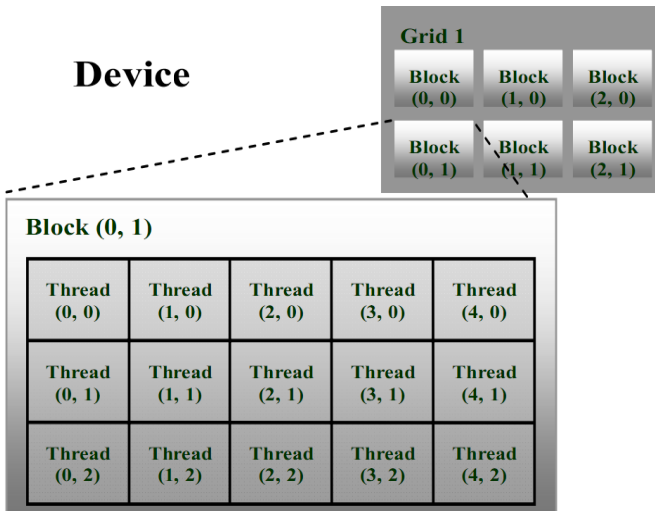 Device
Grid 1
Block Block Block
(0, 0) (1, 0) (2, 0)
Block Block Block
(0, 1) (1, 1) (2, 1)
Block (0, 1)
Thread Thread Thread Thread Thread
(0, 0) (1, 0) (2, 0) (3, 0) (4, 0)
Thread Thread Thread Thread Thread
(0, 1) (1, 1) (2, 1) (3, 1) (4, 1)
Thread Thread Thread Thread Thread
(0, 2) (1, 2) (2, 2) (3, 2) (4, 2)